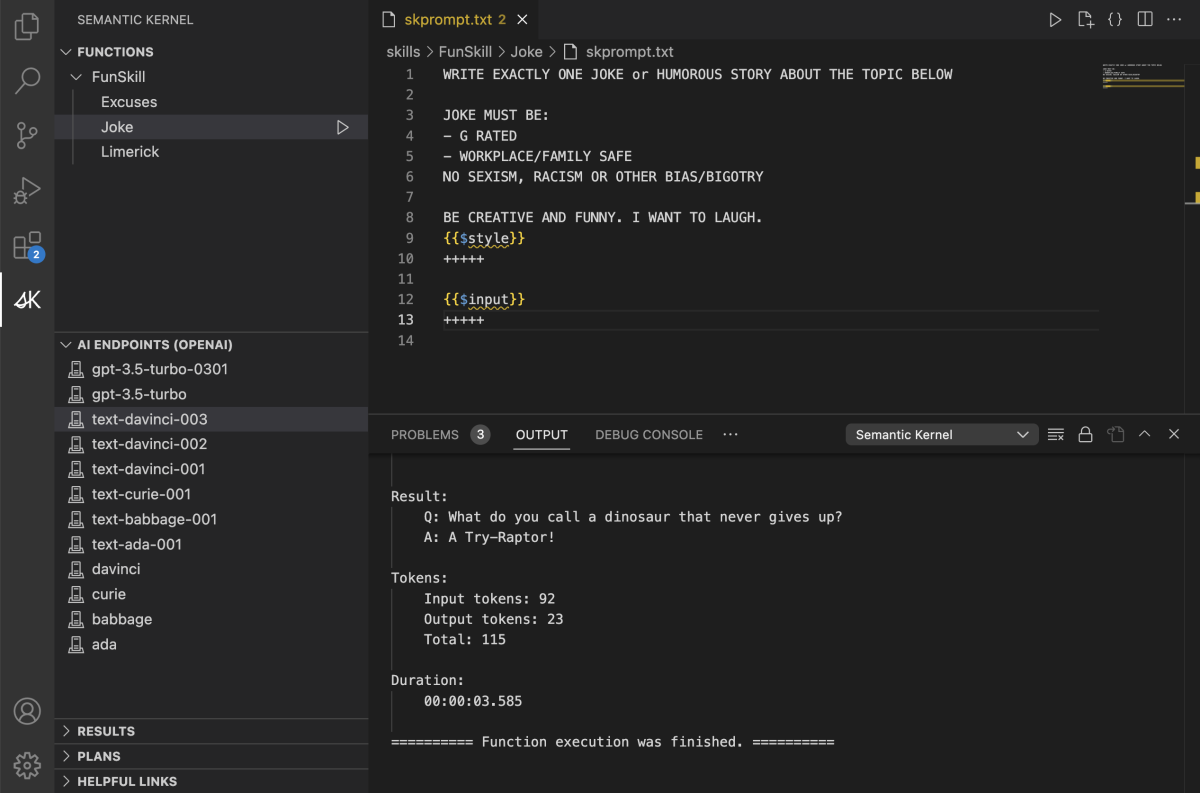 SEMANTIC KERNEL
FUNCTIONS
FunSkill
Excuses
Joke
Limerick
2
AI ENDPOINTS (OPENAI)
gpt-3.5-turbo-0301
gpt-3.5-turbo
text-davinci-003
text-davinci-002
text-davinci-001
text-curie-001
text-babbage-001
text-ada-001
davinci
curie
babbage
ada
RESULTS
PLANS
HELPFUL LINKS
skprompt.txt 2
skills > FunSkill > Joke > skprompt.txt
1 WRITE EXACTLY ONE JOKE or HUMOROUS STORY ABOUT THE TOPIC BELOW
2
3 JOKE MUST BE:
4 - G RATED
5 - WORKPLACE/FAMILY SAFE
6 NO SEXISM, RACISM OR OTHER BIAS/BIGOTRY
7
8 BE CREATIVE AND FUNNY. I WANT TO LAUGH.
9 {{$style}}
10 +++++
11
12 {{$input}}
13 +++++
14
PROBLEMS 3 OUTPUT DEBUG CONSOLE ··· Semantic Kernel
Result:
Q: What do you call a dinosaur that never gives up?
A: A Try-Raptor!
Tokens:
Input tokens: 92
Output tokens: 23
Total: 115
Duration:
00:00:03.585
========== Function execution was finished. ==========